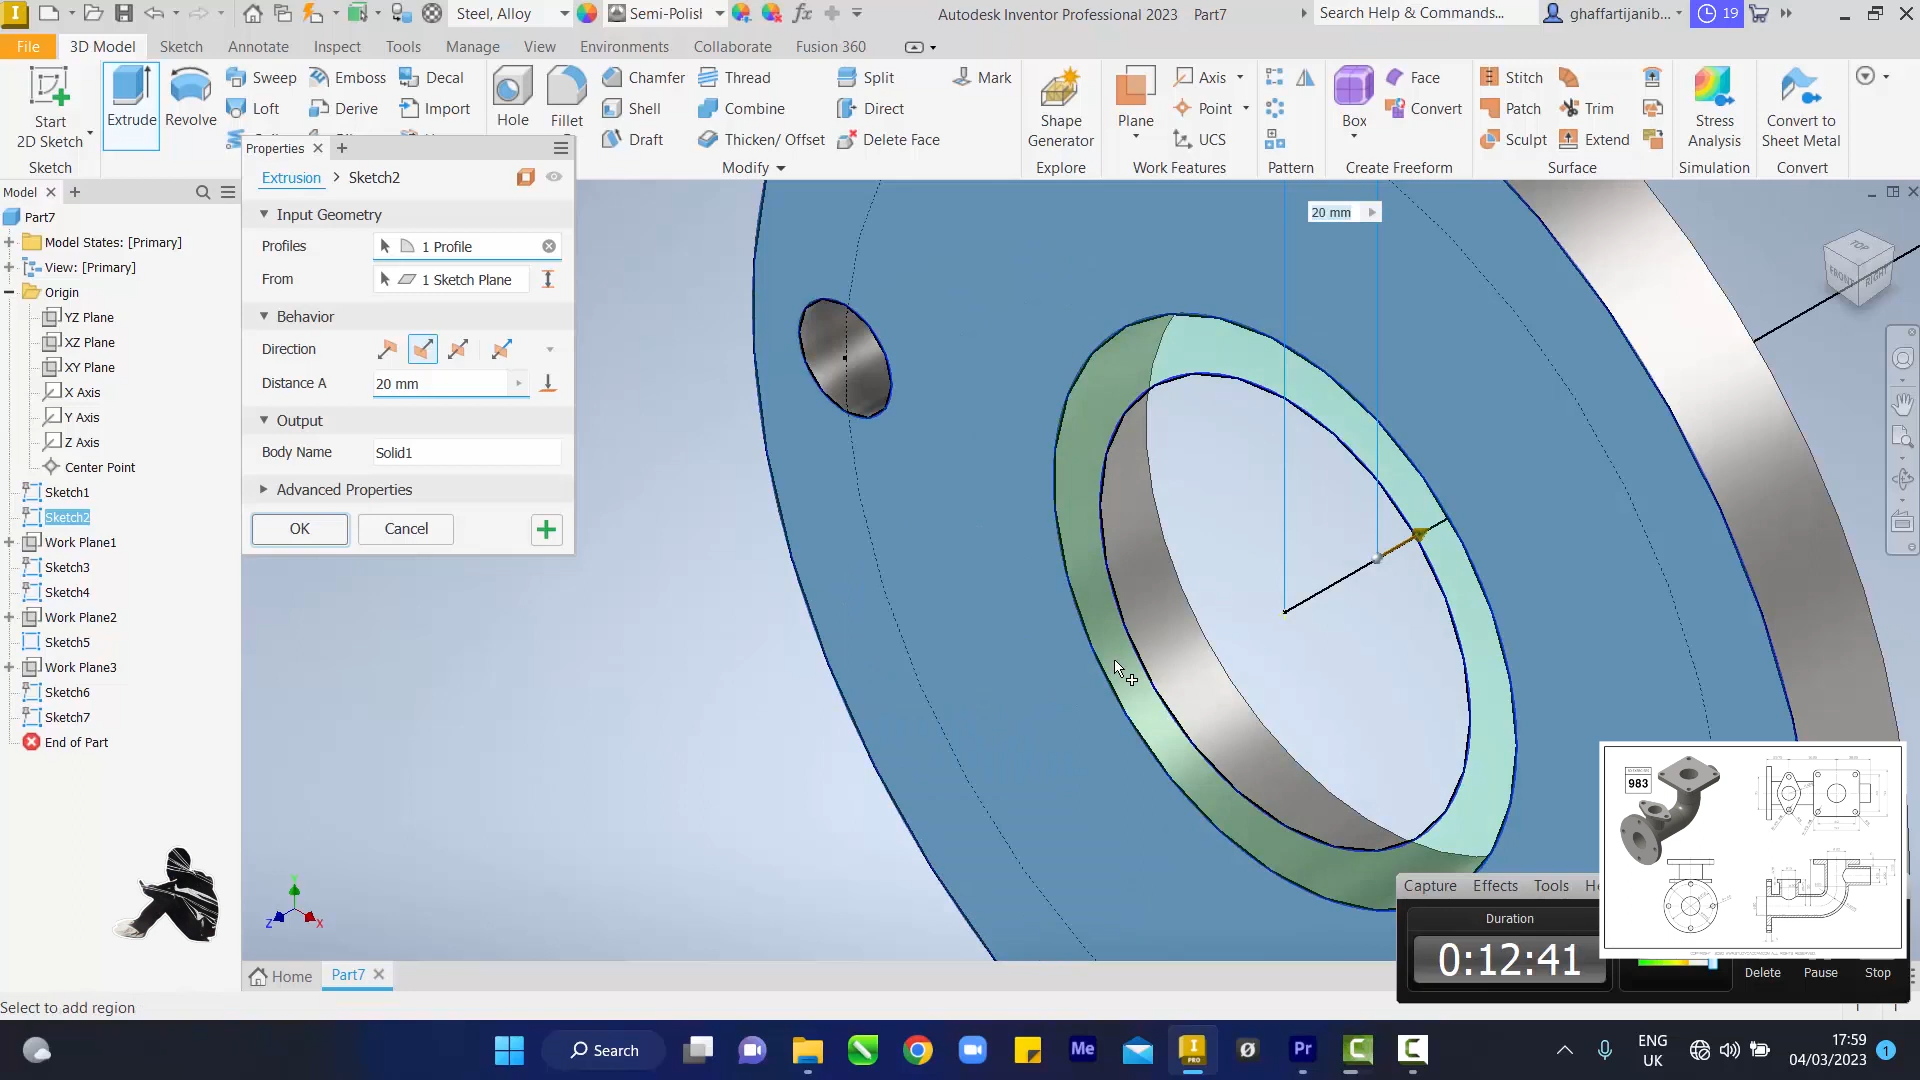 Steel, Alloy
Semi-Polish
Autodesk Inventor Professional 2023 Part7
Search Help & Commands...
ghaffartijanib...
19
File
3D Model
Sketch
Annotate
Inspect
Tools
Manage
View
Environments
Collaborate
Fusion 360
Start
2D Sketch
Sketch
Extrude
Revolve
Sweep
Loft
Emboss
Derive
Decal
Import
Hole
Fillet
Chamfer
Shell
Draft
Thread
Combine
Thicken/ Offset
Split
Direct
Delete Face
Modify
Mark
Shape
Generator
Explore
Plane
Axis
Point
UCS
Work Features
Pattern
Box
Face
Convert
Create Freeform
Stitch
Patch
Sculpt
Trim
Extend
Surface
Stress
Analysis
Simulation
Convert to
Sheet Metal
Convert
Model
Part7
Model States: [Primary]
View: [Primary]
Origin
YZ Plane
XZ Plane
XY Plane
X Axis
Y Axis
Z Axis
Center Point
Sketch1
Sketch2
Work Plane1
Sketch3
Sketch4
Work Plane2
Sketch5
Work Plane3
Sketch6
Sketch7
End of Part
Properties
Extrusion > Sketch2
Input Geometry
Profiles
1 Profile
From
1 Sketch Plane
Behavior
Direction
Distance A
20 mm
Output
Body Name
Solid1
Advanced Properties
OK
Cancel
20 mm
TOP
FRONT
RIGHT
Y
Z
X
983
Capture
Effects
Tools
Duration
0:12:41
Delete
Pause
Stop
Home
Part7
Select to add region
Search
Me
I
PRO
Pr
ENG
UK
17:59
04/03/2023
1